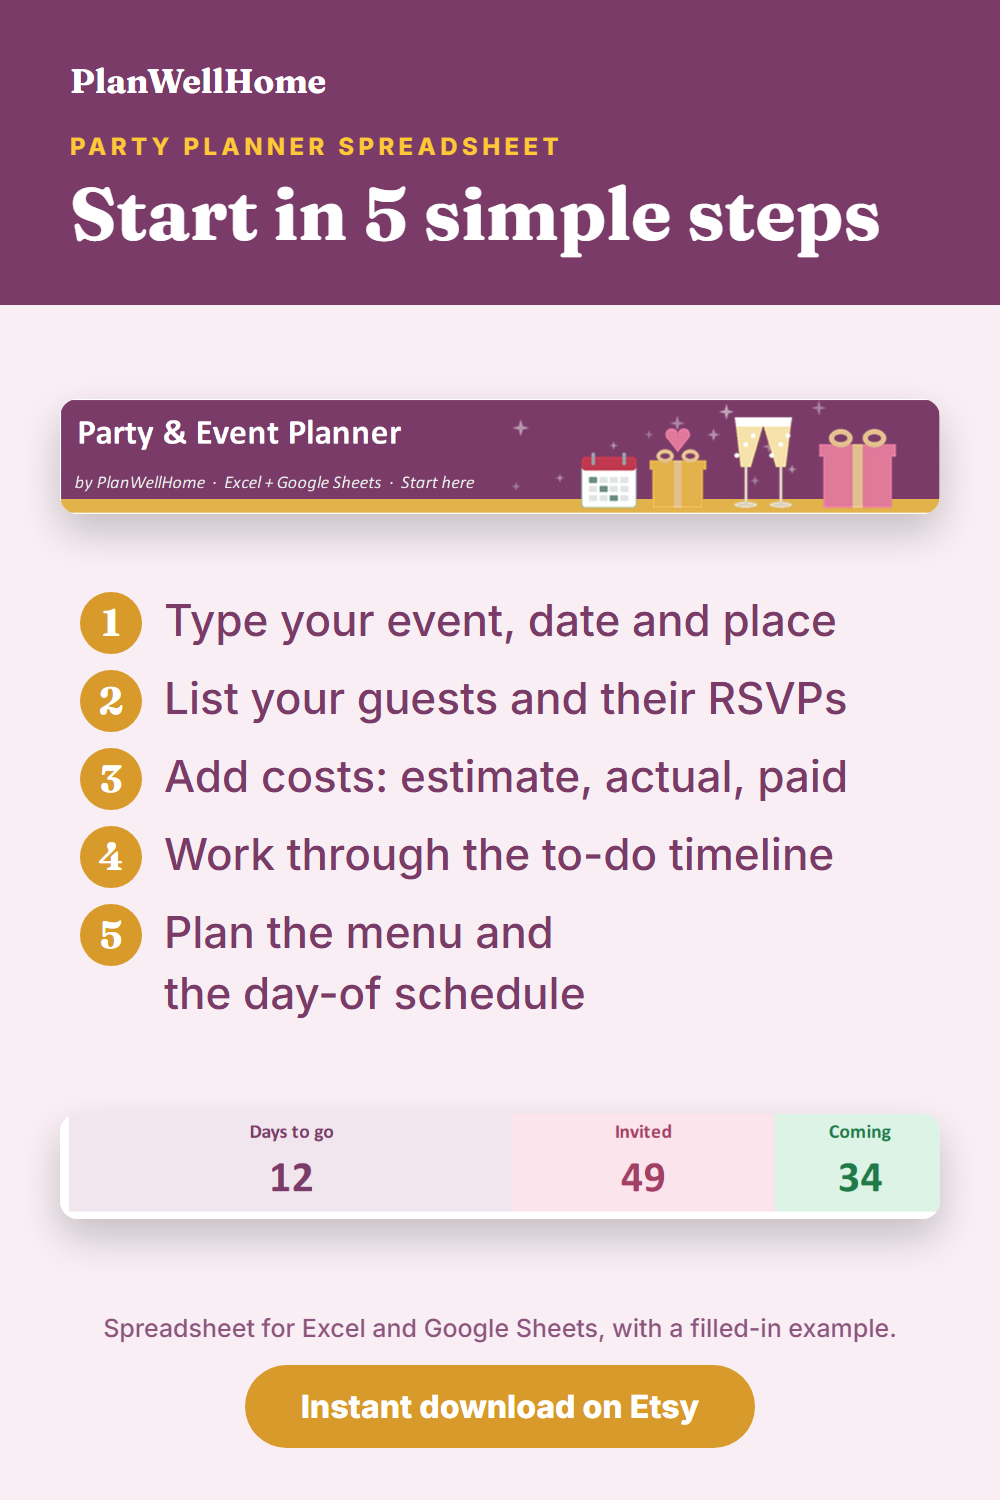 PlanWellHome
PARTY PLANNER SPREADSHEET
Start in 5 simple steps
Party & Event Planner
by PlanWellHome · Excel + Google Sheets · Start here
1 Type your event, date and place
2 List your guests and their RSVPs
3 Add costs: estimate, actual, paid
4 Work through the to-do timeline
5 Plan the menu and
the day-of schedule
Days to go Invited Coming
12 49 34
Spreadsheet for Excel and Google Sheets, with a filled-in example.
Instant download on Etsy